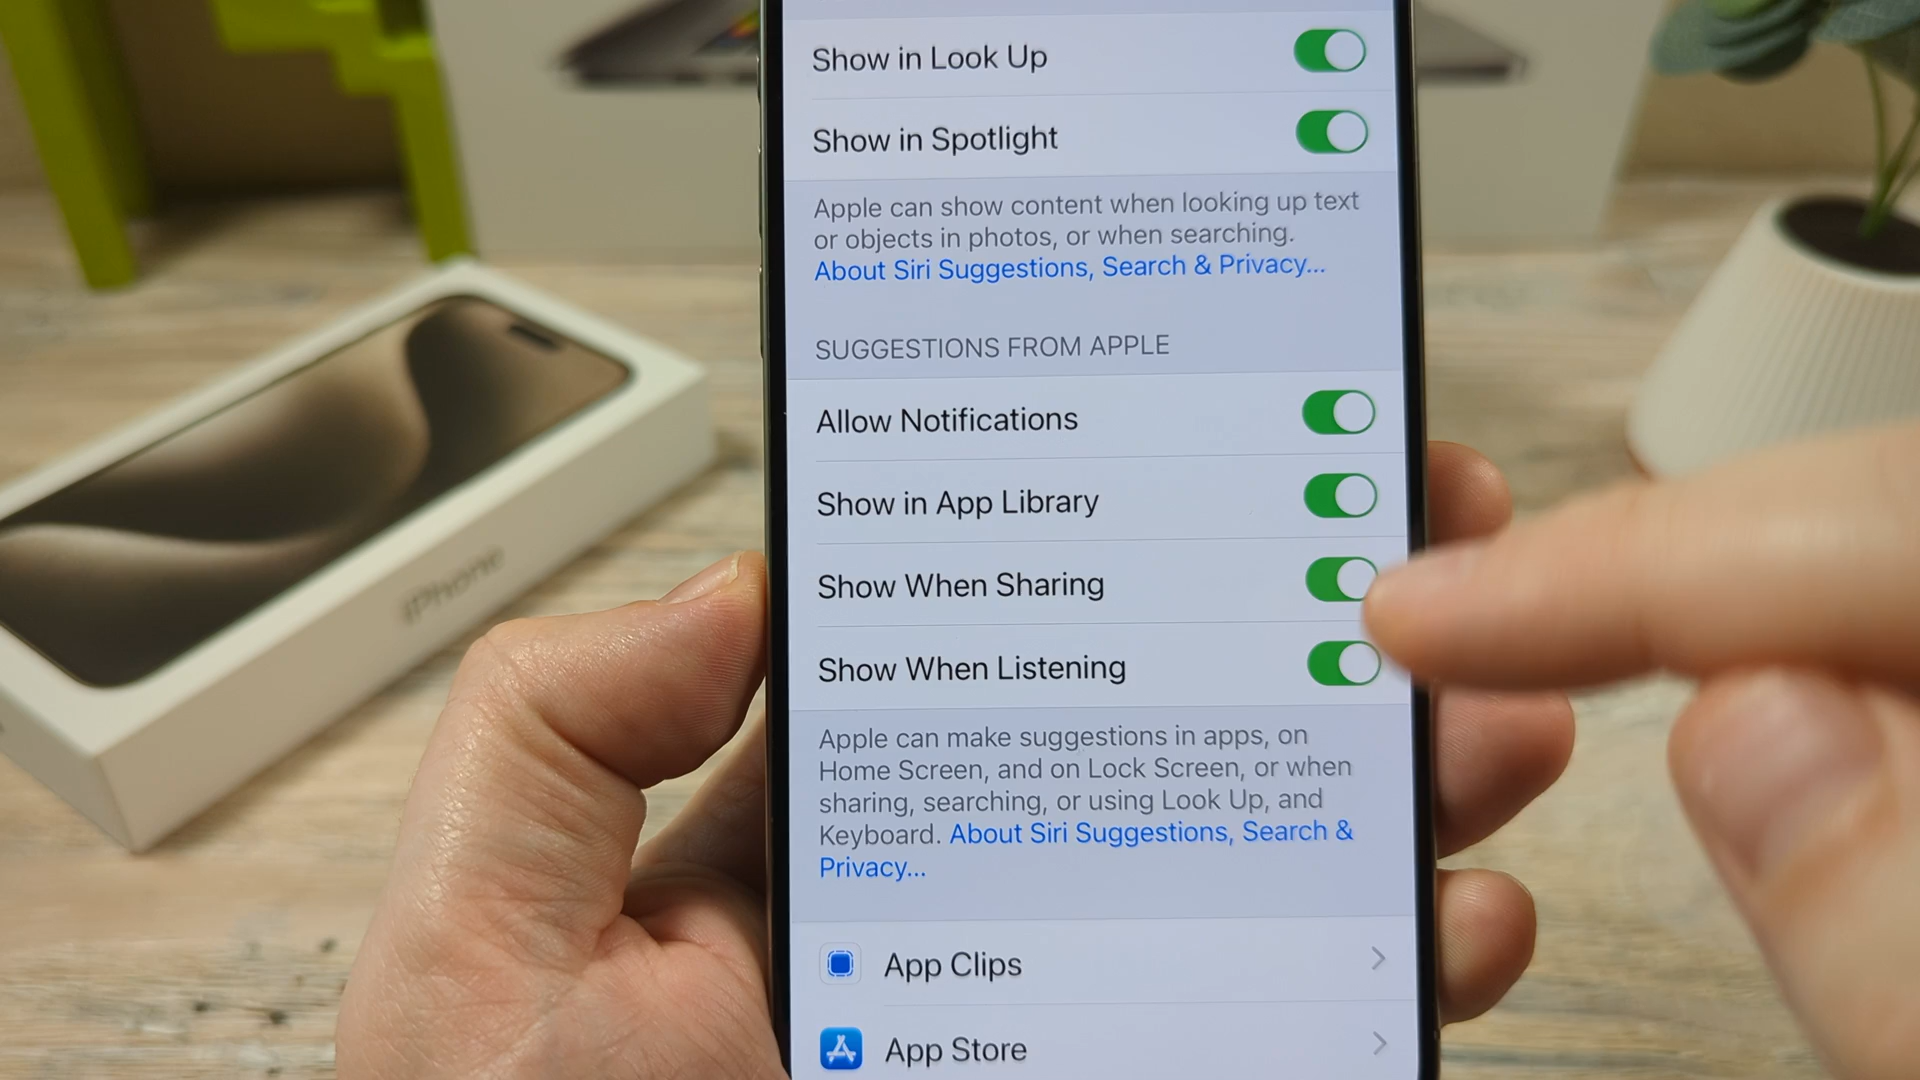 Show in Look Up
Show in Spotlight
Apple can show content when looking up text
or objects in photos, or when searching.
About Siri Suggestions, Search & Privacy...
SUGGESTIONS FROM APPLE
Allow Notifications
Show in App Library
Show When Sharing
Show When Listening
Apple can make suggestions in apps, on
Home Screen, and on Lock Screen, or when
sharing, searching, or using Look Up, and
Keyboard. About Siri Suggestions, Search &
Privacy...
App Clips
App Store
iPhone